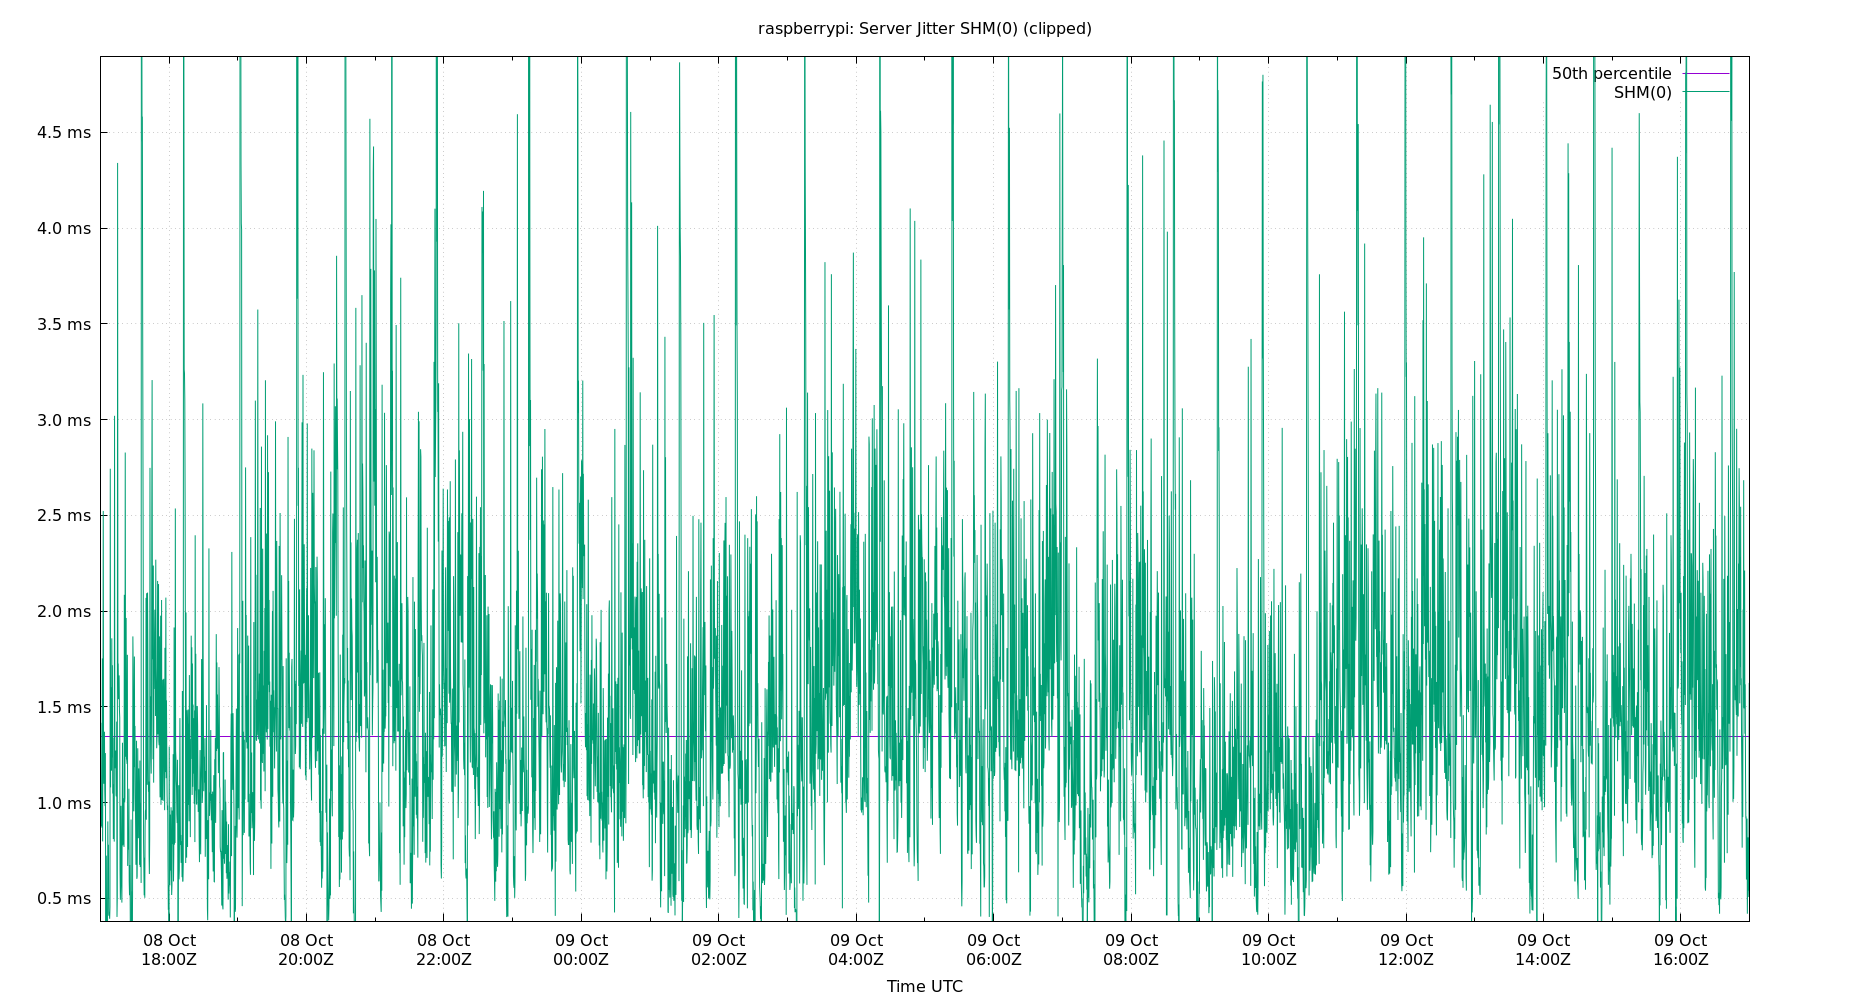 raspberrypi: Server Jitter SHM(0) (clipped)
50th percentile
SHM(0)
4.5 ms
4.0 ms
3.5 ms
3.0 ms
2.5 ms
2.0 ms
1.5 ms
1.0 ms
0.5 ms
08 Oct 08 Oct 08 Oct 09 Oct 09 Oct 09 Oct 09 Oct 09 Oct 09 Oct 09 Oct 09 Oct 09 Oct
18:00Z 20:00Z 22:00Z 00:00Z 02:00Z 04:00Z 06:00Z 08:00Z 10:00Z 12:00Z 14:00Z 16:00Z
Time UTC